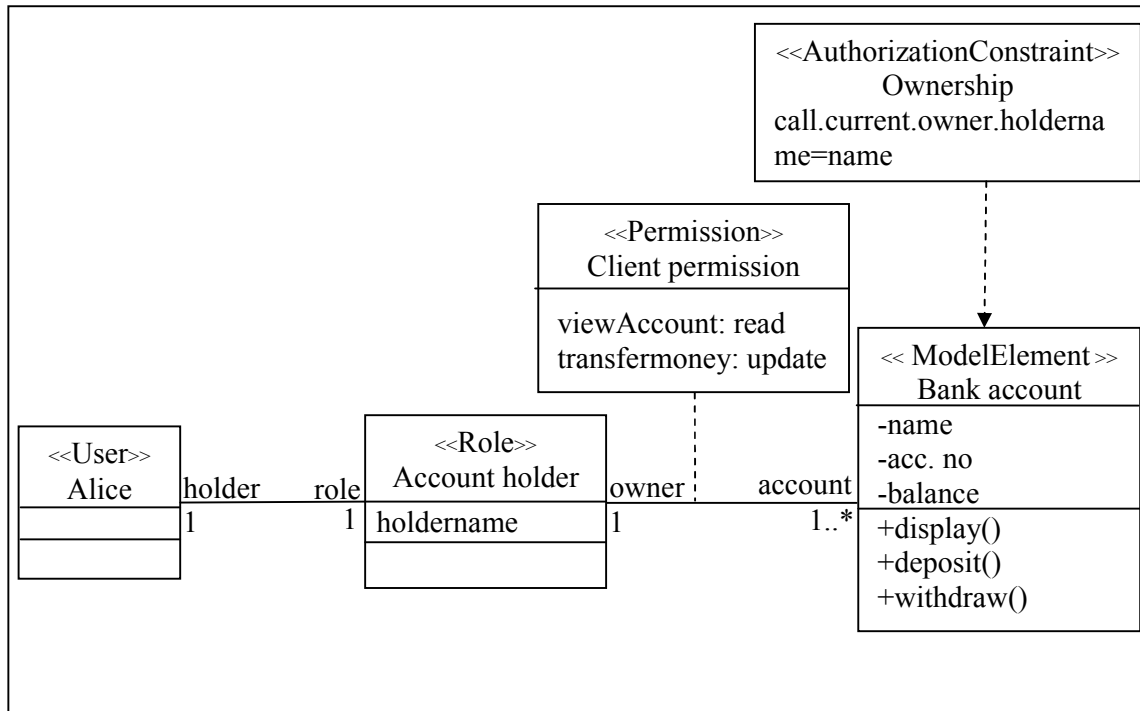 <<AuthorizationConstraint>>
Ownership
call.current.owner.holderna
me=name
<<Permission>>
Client permission
viewAccount: read
transfermoney: update
<< ModelElement >>
Bank account
-name
-acc. no
-balance
+display()
+deposit()
+withdraw()
<<User>>
Alice
holder
1
role
1
<<Role>>
Account holder
holdername
owner
1
account
1..*